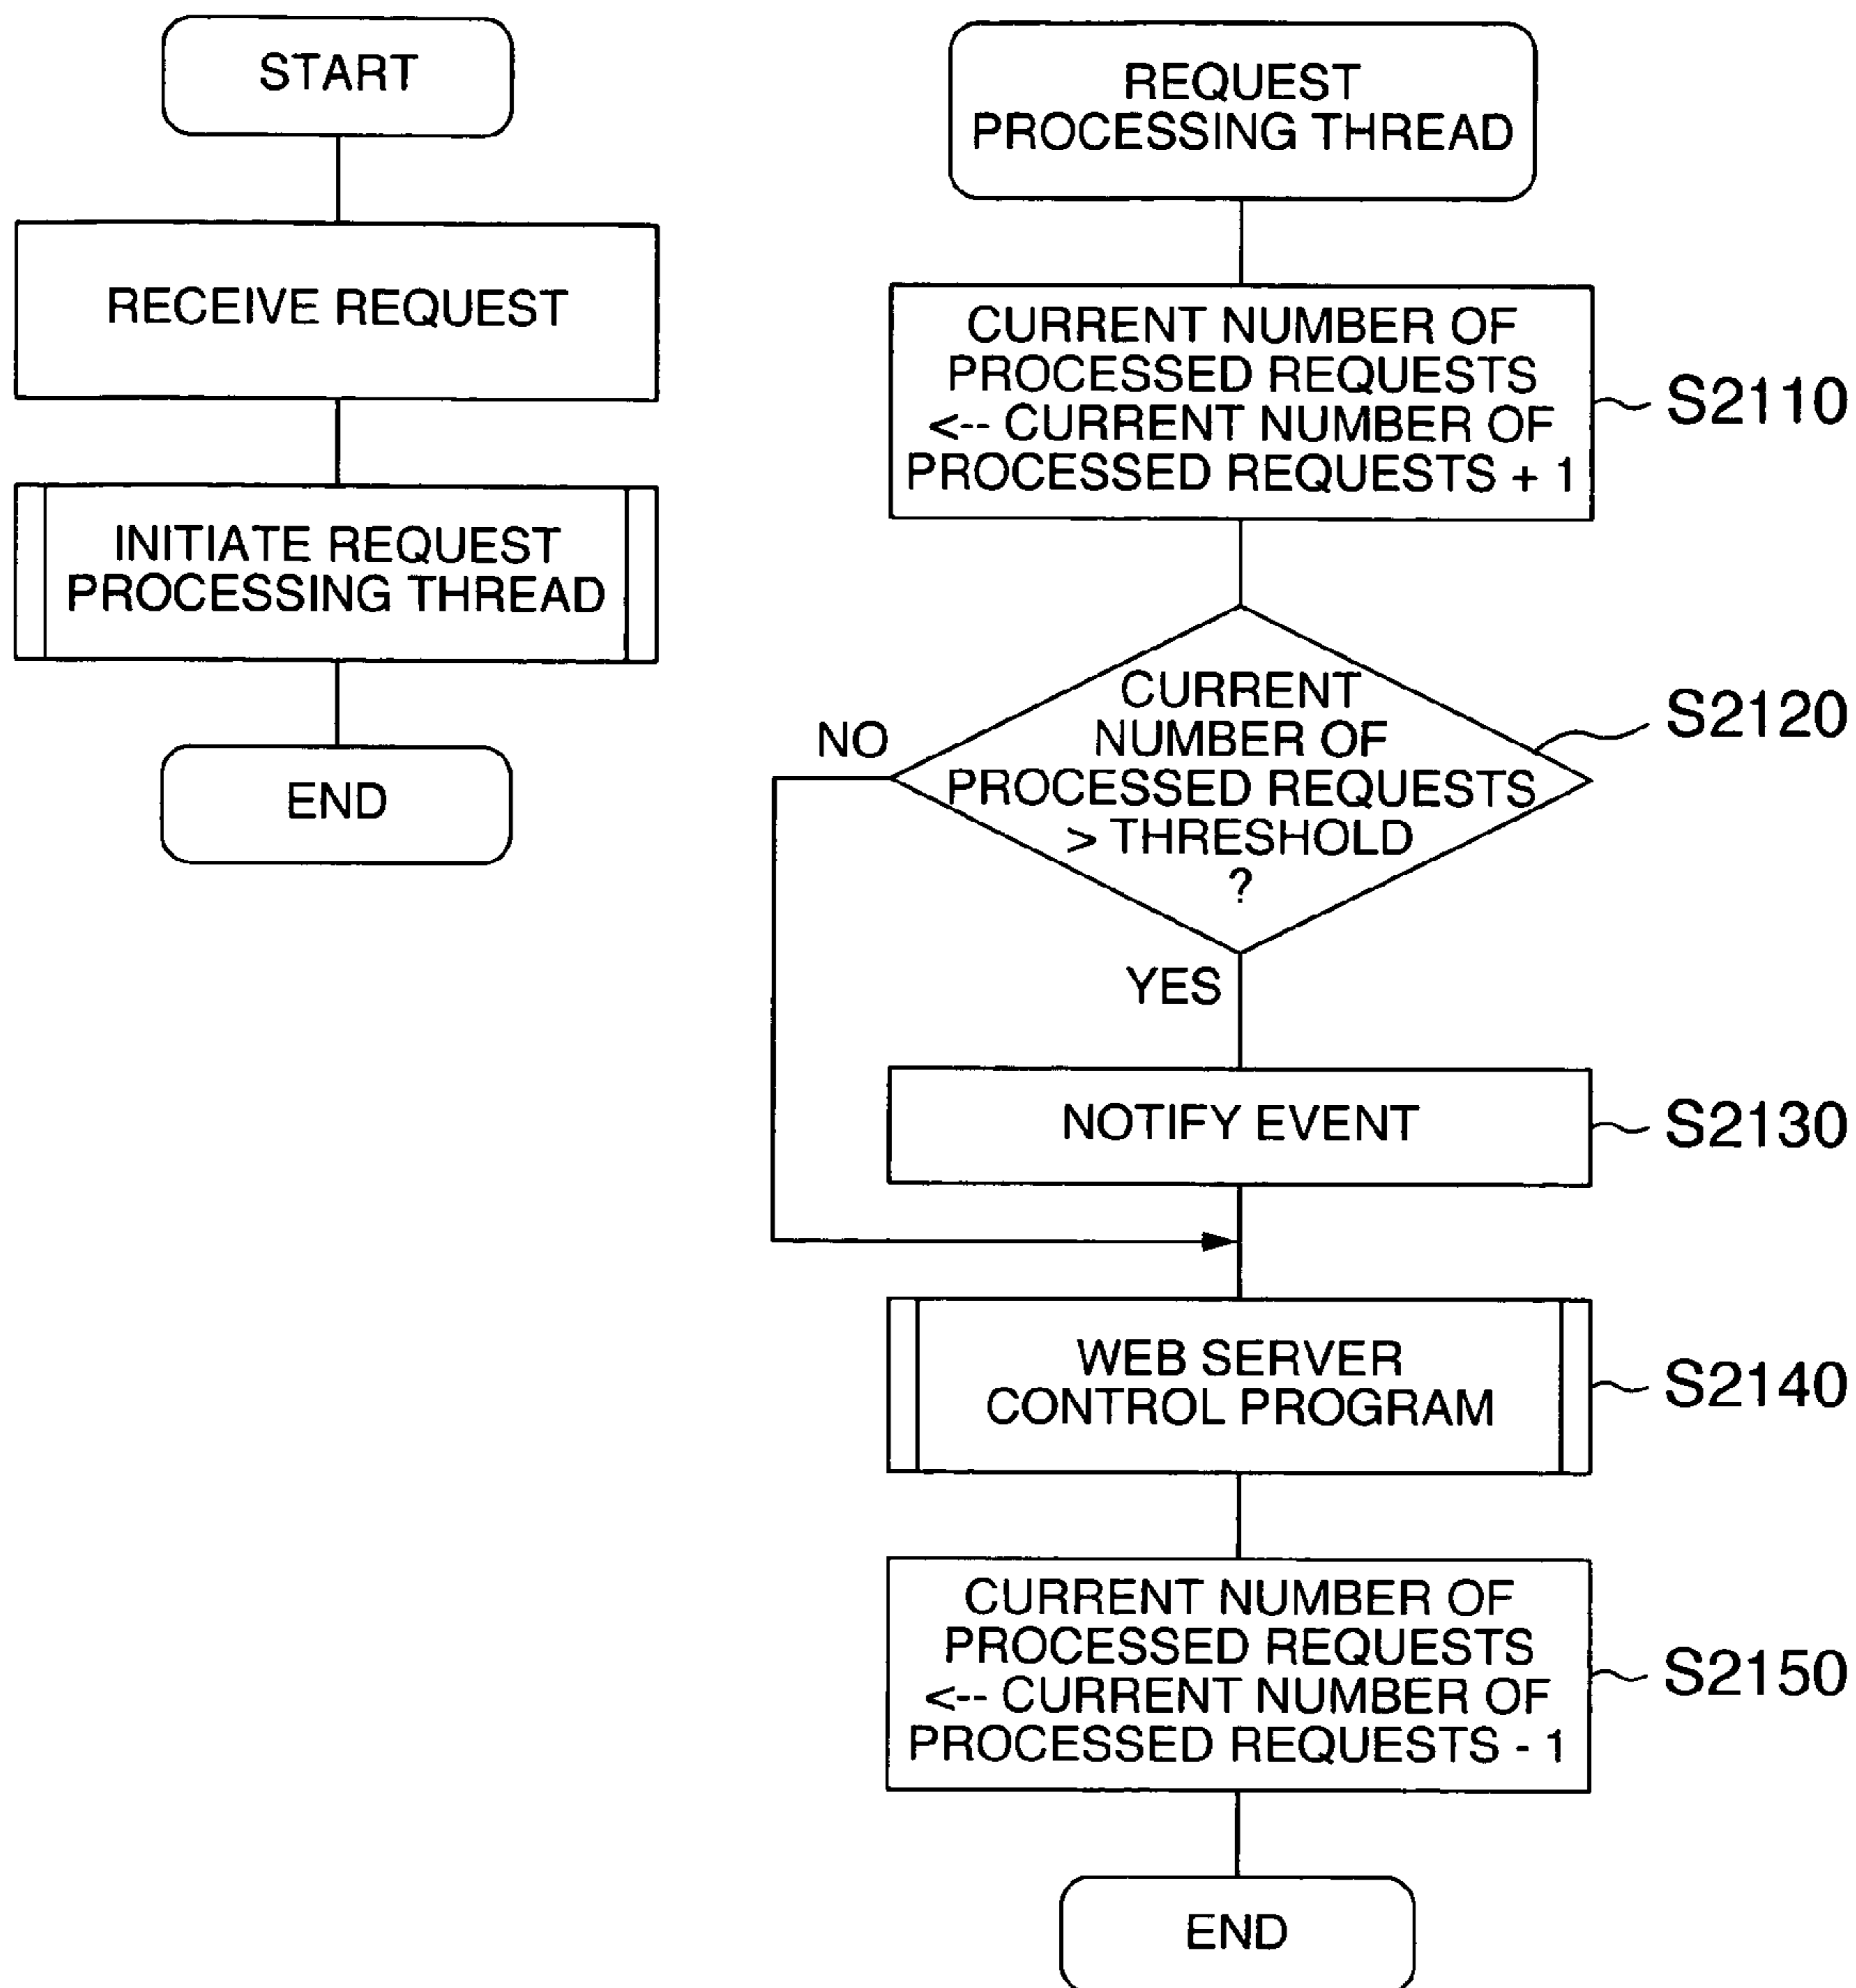 START
RECEIVE REQUEST
INITIATE REQUEST
PROCESSING THREAD
END
REQUEST
PROCESSING THREAD
CURRENT NUMBER OF
PROCESSED REQUESTS
<-- CURRENT NUMBER OF
PROCESSED REQUESTS + 1
S2110
CURRENT
NUMBER OF
PROCESSED REQUESTS
> THRESHOLD
?
S2120
NO
YES
NOTIFY EVENT
S2130
WEB SERVER
CONTROL PROGRAM
S2140
CURRENT NUMBER OF
PROCESSED REQUESTS
<-- CURRENT NUMBER OF
PROCESSED REQUESTS - 1
S2150
END